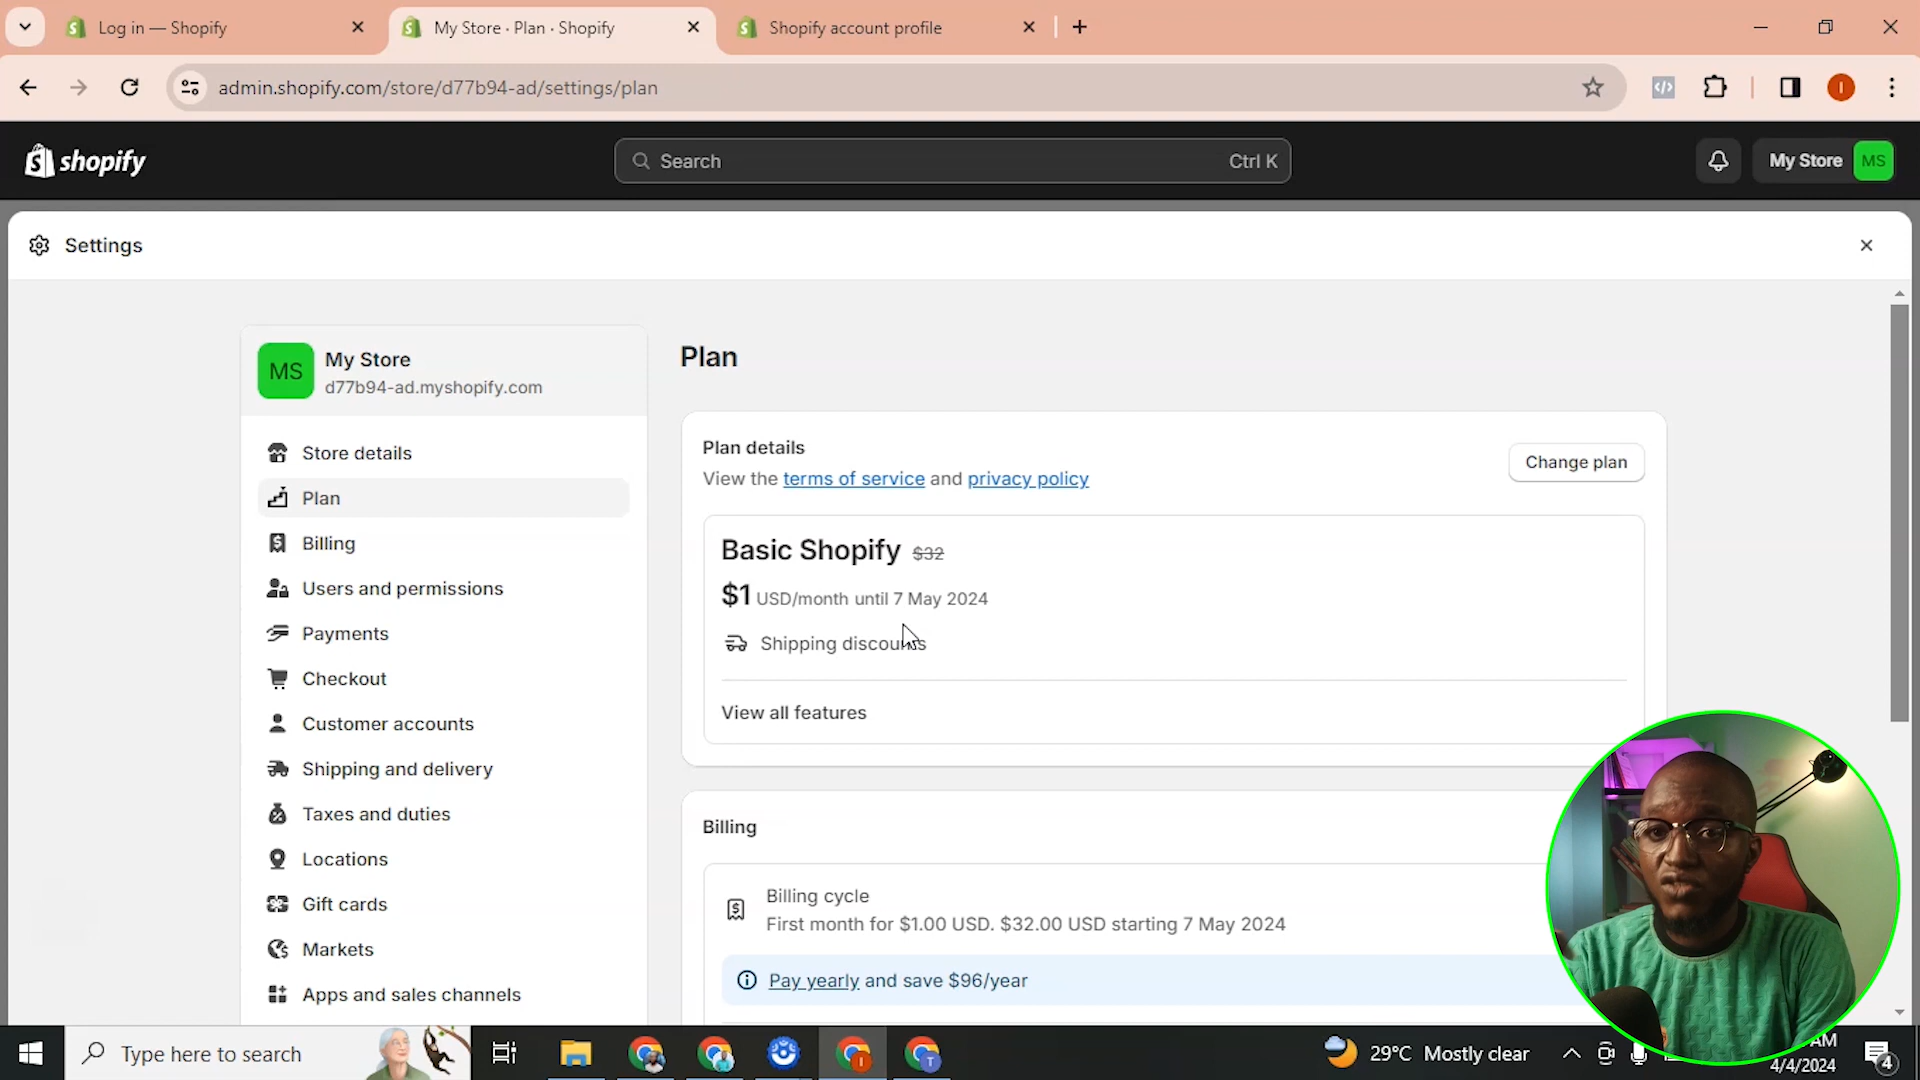 Log in — Shopify
My Store · Plan · Shopify
Shopify account profile
admin.shopify.com/store/d77b94-ad/settings/plan
I
shopify
Search
Ctrl K
My Store
MS
Settings
MS
My Store
d77b94-ad.myshopify.com
Store details
Plan
Billing
Users and permissions
Payments
Checkout
Customer accounts
Shipping and delivery
Taxes and duties
Locations
Gift cards
Markets
Apps and sales channels
Plan
Plan details
View the terms of service and privacy policy
Change plan
Basic Shopify $32
$1 USD/month until 7 May 2024
Shipping discounts
View all features
Billing
Billing cycle
First month for $1.00 USD. $32.00 USD starting 7 May 2024
Pay yearly and save $96/year
Type here to search
I
T
29°C Mostly clear
AM
4/4/2024
4